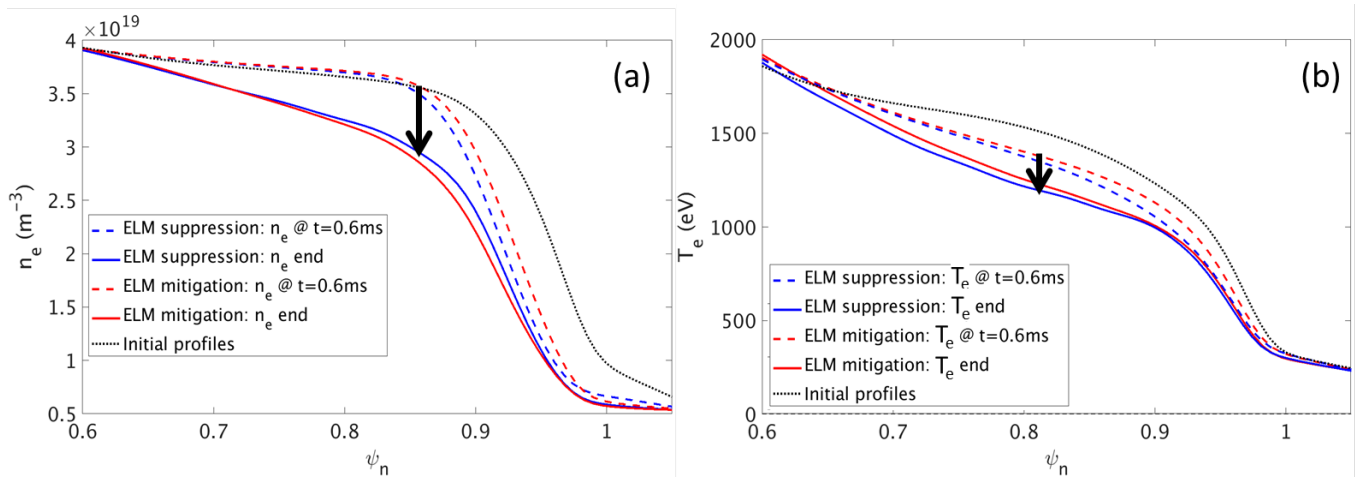 ×10^19
(a)
4
3.5
3
2.5
2
1.5
1
0.5
n_e (m^-3)
ELM suppression: n_e @ t=0.6ms
ELM suppression: n_e end
ELM mitigation: n_e @ t=0.6ms
ELM mitigation: n_e end
Initial profiles
0.6 0.7 0.8 0.9 1
ψ_n
(b)
2000
1500
1000
500
0
T_e (eV)
ELM suppression: T_e @ t=0.6ms
ELM suppression: T_e end
ELM mitigation: T_e @ t=0.6ms
ELM mitigation: T_e end
Initial profiles
0.6 0.7 0.8 0.9 1
ψ_n